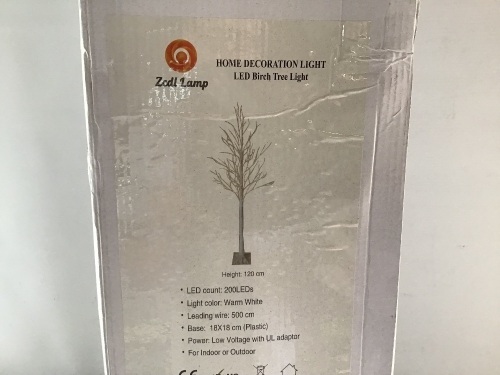 HOME DECORATION LIGHT
LED Birch Tree Light
Zcdl Lamp
Height: 120 cm
• LED count: 200LEDs
• Light color: Warm White
• Leading wire: 500 cm
• Base: 18X18 cm (Plastic)
• Power: Low Voltage with UL adaptor
• For Indoor or Outdoor